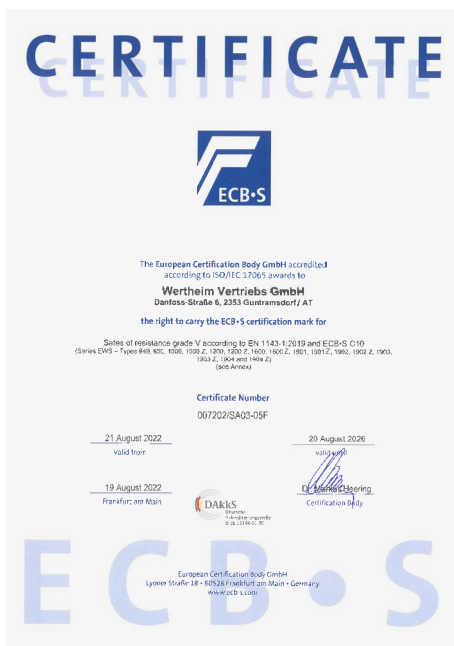 CERTIFICATE
ECB•S
The European Certification Body GmbH accredited
according to ISO/IEC 17065 awards to
Wertheim Vertriebs GmbH
Danfoss-Straße 6, 2353 Guntramsdorf / AT
the right to carry the ECB•S certification mark for
Safes of resistance grade V according to EN 1143-1:2019 and ECB•S C10
(Series EWS – Types 849, 850, 1000, 1000 Z, 1200, 1200 Z, 1600, 1600 Z, 1901, 1901 Z, 1902, 1902 Z, 1903,
1903 Z, 1904 and 1904 Z)
(see Annex)
Certificate Number
007202/SA03-05F
21 August 2022
valid from
20 August 2026
valid until
19 August 2022
Frankfurt am Main
Dr. Markus Heering
Certification Body
DAkkS
Deutsche
Akkreditierungsstelle
European Certification Body GmbH
Lyoner Straße 18 • 60528 Frankfurt am Main • Germany
www.ecb-s.com
ECB•S